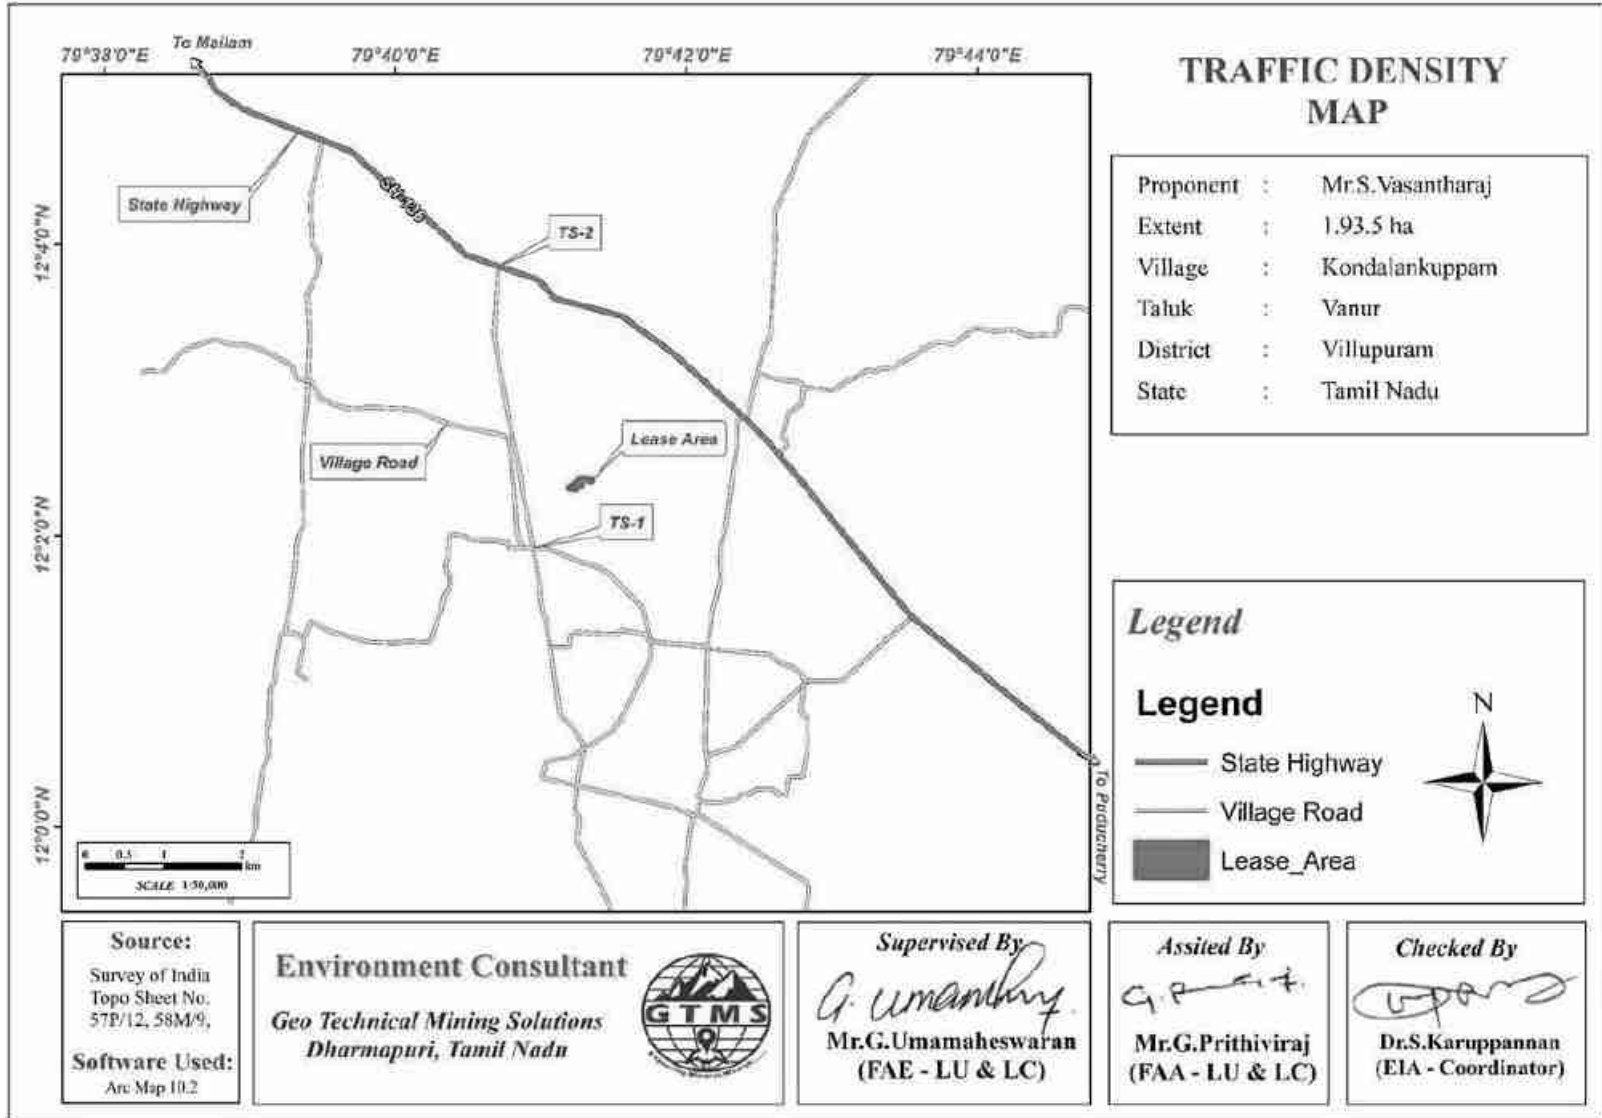 To Mailam
79°38'0"E
79°40'0"E
79°42'0"E
79°44'0"E
12°4'0"N
12°2'0"N
12°0'0"N
State Highway
TS-2
Lease Area
Village Road
TS-1
To Puducherry
0 0.5 1 2
km
SCALE 1:50,000
TRAFFIC DENSITY
MAP
Proponent : Mr.S.Vasantharaj
Extent : 1.93.5 ha
Village : Kondalankuppam
Taluk : Vanur
District : Villupuram
State : Tamil Nadu
Legend
Legend
N
State Highway
Village Road
Lease_Area
Source:
Survey of India
Topo Sheet No.
57P/12, 58M/9,
Software Used:
Arc Map 10.2
Environment Consultant
Geo Technical Mining Solutions
Dharmapuri, Tamil Nadu
GTMS
Supervised By
G. Umamhey.
Mr.G.Umamaheswaran
(FAE - LU & LC)
Assited By
Mr.G.Prithiviraj
(FAA - LU & LC)
Checked By
Dr.S.Karuppannan
(EIA - Coordinator)